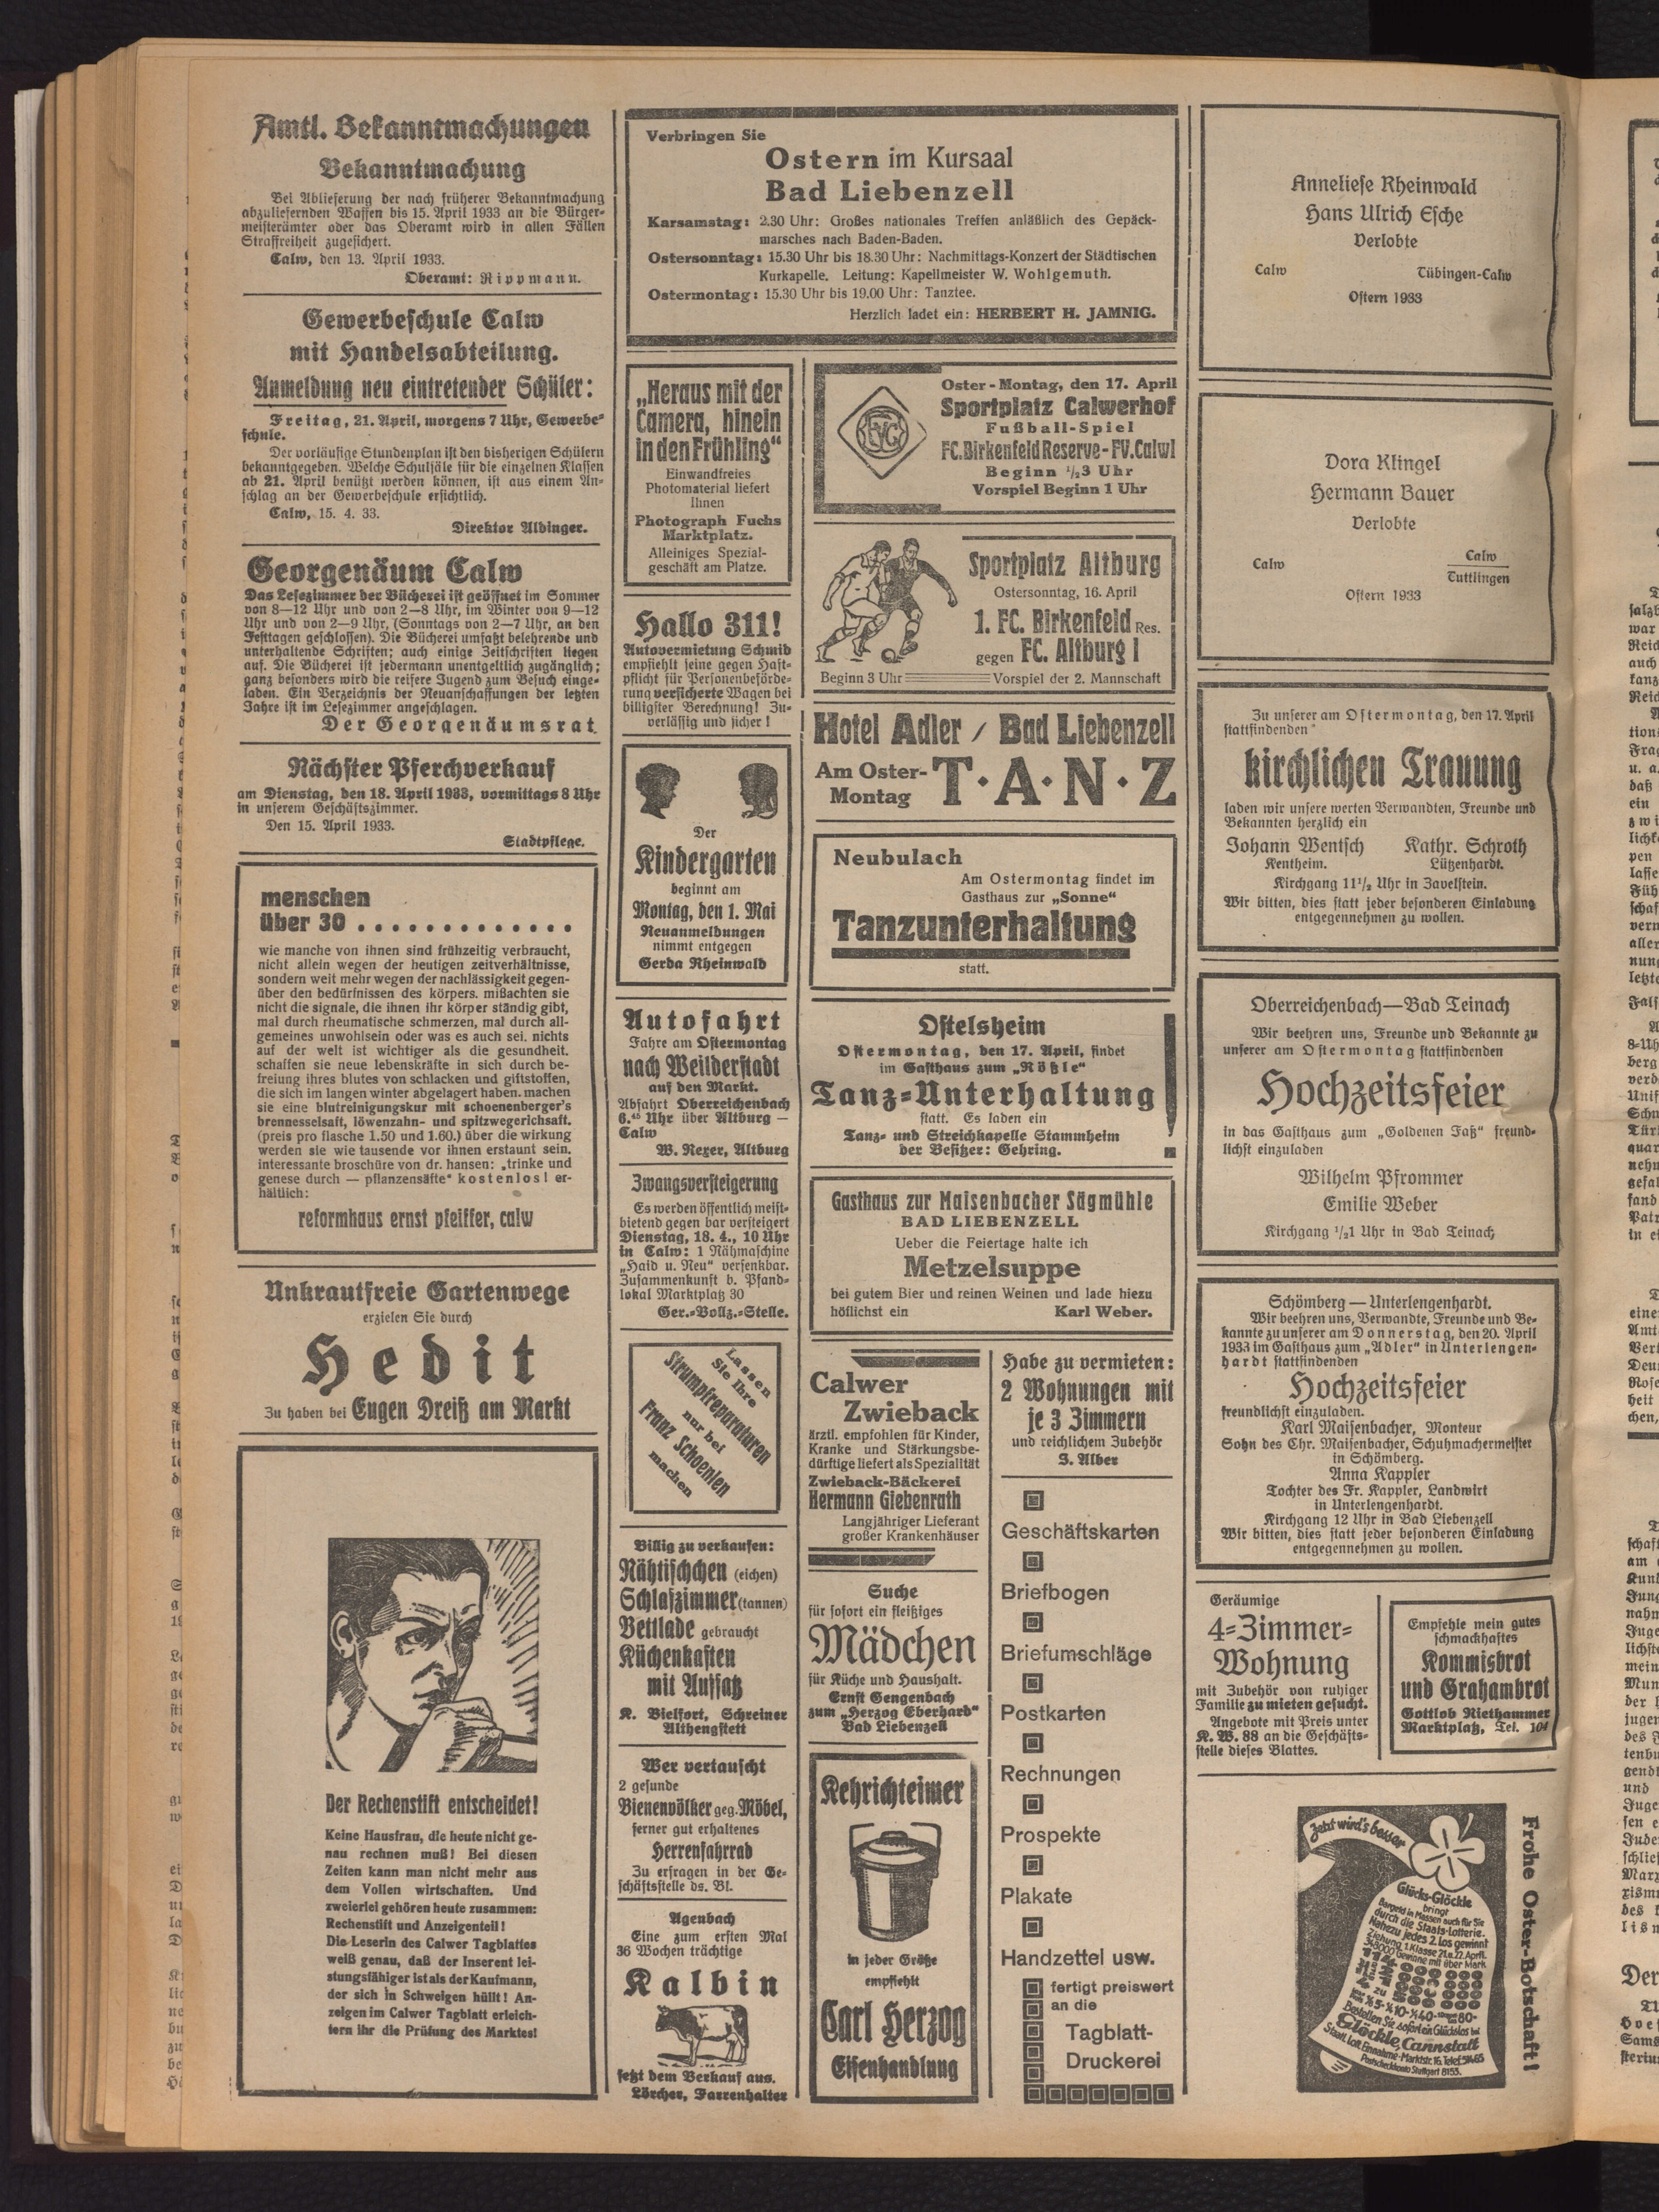 Amtl. Bekanntmachungen
Bekanntmachung
Bei Ablieferung der nach früherer Bekanntmachung
abzuliefernden Waffen bis 15. April 1933 an die Bürger-
meisterämter oder das Oberamt wird in allen Fällen
Straffreiheit zugesichert.
Calw, den 13. April 1933.
Oberamt: Rippmann.
Gewerbeschule Calw
mit Handelsabteilung.
Anmeldung neu eintretender Schüler:
Freitag, 21. April, morgens 7 Uhr, Gewerbe-
schule.
Der vorläufige Stundenplan ist den bisherigen Schülern
bekanntgegeben. Welche Schulsäle für die einzelnen Klassen
ab 21. April benützt werden können, ist aus einem An-
schlag an der Gewerbeschule ersichtlich.
Calw, 15. 4. 33.
Direktor Aldinger.
Georgenäum Calw
Das Lesezimmer der Bücherei ist geöffnet im Sommer
von 8—12 Uhr und von 2—8 Uhr, im Winter von 9—12
Uhr und von 2—9 Uhr, (Sonntags von 2—7 Uhr, an den
Festtagen geschlossen). Die Bücherei umfaßt belehrende und
unterhaltende Schriften; auch einige Zeitschriften liegen
auf. Die Bücherei ist jedermann unentgeltlich zugänglich;
ganz besonders wird die reifere Jugend zum Besuch einge-
laden. Ein Verzeichnis der Neuanschaffungen der letzten
Jahre ist im Lesezimmer angeschlagen.
Der Georgenäumsrat.
Nächster Pferchverkauf
am Dienstag, den 18. April 1933, vormittags 8 Uhr
in unserem Geschäftszimmer.
Den 15. April 1933.
Stadtpflege.
menschen
über 30 . . . . . . . . . . . . .
wie manche von ihnen sind frühzeitig verbraucht,
nicht allein wegen der heutigen zeitverhältnisse,
sondern weit mehr wegen der nachlässigkeit gegen-
über den bedürfnissen des körpers. mißachten sie
nicht die signale, die ihnen ihr körper ständig gibt,
mal durch rheumatische schmerzen, mal durch all-
gemeines unwohlsein oder was es auch sei. nichts
auf der welt ist wichtiger als die gesundheit.
schaffen sie neue lebenskräfte in sich durch be-
freiung ihres blutes von schlacken und giftstoffen,
die sich im langen winter abgelagert haben. machen
sie eine blutreinigungskur mit schoenenberger's
brennesselsaft, löwenzahn- und spitzwegerichsaft.
(preis pro flasche 1.50 und 1.60.) über die wirkung
werden sie wie tausende vor ihnen erstaunt sein.
interessante broschüre von dr. hansen: „trinke und
genese durch — pflanzensäfte“ kostenlos! er-
hältlich:
reformhaus ernst pfeiffer, calw
Unkrautfreie Gartenwege
erzielen Sie durch
Hedit
Zu haben bei Eugen Dreiß am Markt
Der Rechenstift entscheidet!
Keine Hausfrau, die heute nicht ge-
nau rechnen muß! Bei diesen
Zeiten kann man nicht mehr aus
dem Vollen wirtschaften. Und
zweierlei gehören heute zusammen:
Rechenstift und Anzeigenteil!
Die Leserin des Calwer Tagblattes
weiß genau, daß der Inserent lei-
stungsfähiger ist als der Kaufmann,
der sich in Schweigen hüllt! An-
zeigen im Calwer Tagblatt erleich-
tern ihr die Prüfung des Marktes!
Verbringen Sie
Ostern im Kursaal
Bad Liebenzell
Karsamstag: 2.30 Uhr: Großes nationales Treffen anläßlich des Gepäck-
marsches nach Baden-Baden.
Ostersonntag: 15.30 Uhr bis 18.30 Uhr: Nachmittags-Konzert der Städtischen
Kurkapelle. Leitung: Kapellmeister W. Wohlgemuth.
Ostermontag: 15.30 Uhr bis 19.00 Uhr: Tanztee.
Herzlich ladet ein: HERBERT H. JAMNIG.
„Heraus mit der
Camera, hinein
in den Frühling“
Einwandfreies
Photomaterial liefert
Ihnen
Photograph Fuchs
Marktplatz.
Alleiniges Spezial-
geschäft am Platze.
Hallo 311!
Autovermietung Schmid
empfiehlt seine gegen Haft-
pflicht für Personenbeförde-
rung versicherte Wagen bei
billigster Berechnung! Zu-
verlässig und sicher!
Der
Kindergarten
beginnt am
Montag, den 1. Mai
Neuanmeldungen
nimmt entgegen
Gerda Rheinwald
Autofahrt
Fahre am Ostermontag
nach Weilderstadt
auf den Markt.
Abfahrt Oberreichenbach
6.45 Uhr über Altburg —
Calw
W. Rexer, Altburg
Zwangsversteigerung
Es werden öffentlich meist-
bietend gegen bar versteigert
Dienstag, 18. 4., 10 Uhr
in Calw: 1 Nähmaschine
„Haid u. Neu“ versenkbar.
Zusammenkunft b. Pfand-
lokal Marktplatz 30
Ger.-Vollz.-Stelle.
Lassen
Sie Ihre
Strumpfreparaturen
nur bei
Franz Schoenlen
machen
Billig zu verkaufen:
Nähtischchen (eichen)
Schlafzimmer (tannen)
Bettlade gebraucht
Küchenkasten
mit Aufsatz
K. Bielfort, Schreiner
Althengstett
Wer vertauscht
2 gesunde
Bienenvölker geg. Möbel,
ferner gut erhaltenes
Herrenfahrrad
Zu erfragen in der Ge-
schäftsstelle ds. Bl.
Agenbach
Eine zum ersten Mal
36 Wochen trächtige
Kalbin
setzt dem Verkauf aus.
Lörcher, Farrenhalter
Oster-Montag, den 17. April
Sportplatz Calwerhof
Fußball-Spiel
FC. Birkenfeld Reserve - FV. Calw I
Beginn ½3 Uhr
Vorspiel Beginn 1 Uhr
Sportplatz Altburg
Ostersonntag, 16. April
1. FC. Birkenfeld Res.
gegen FC. Altburg I
Beginn 3 Uhr Vorspiel der 2. Mannschaft
Hotel Adler / Bad Liebenzell
Am Oster-
Montag T·A·N·Z
Neubulach
Am Ostermontag findet im
Gasthaus zur „Sonne“
Tanzunterhaltung
statt.
Ostelsheim
Ostermontag, den 17. April, findet
im Gasthaus zum „Rößle“
Tanz-Unterhaltung
statt. Es laden ein
Tanz- und Streichkapelle Stammheim
der Besitzer: Gehring.
Gasthaus zur Maisenbacher Sägmühle
BAD LIEBENZELL
Ueber die Feiertage halte ich
Metzelsuppe
bei gutem Bier und reinen Weinen und lade hiezu
höflichst ein Karl Weber.
Calwer
Zwieback
ärztl. empfohlen für Kinder,
Kranke und Stärkungsbe-
dürftige liefert als Spezialität
Zwieback-Bäckerei
Hermann Giebenrath
Langjähriger Lieferant
großer Krankenhäuser
Suche
für sofort ein fleißiges
Mädchen
für Küche und Haushalt.
Ernst Gengenbach
zum „Herzog Eberhard“
Bad Liebenzell
Kehrichteimer
in jeder Größe
empfiehlt
Carl Herzog
Eisenhandlung
Habe zu vermieten:
2 Wohnungen mit
je 3 Zimmern
und reichlichem Zubehör
J. Alber
Geschäftskarten
Briefbogen
Briefumschläge
Postkarten
Rechnungen
Prospekte
Plakate
Handzettel usw.
fertigt preiswert
an die
Tagblatt-
Druckerei
Anneliese Rheinwald
Hans Ulrich Esche
Verlobte
Calw Tübingen-Calw
Ostern 1933
Dora Klingel
Hermann Bauer
Verlobte
Calw Calw
Tuttlingen
Ostern 1933
Zu unserer am Ostermontag, den 17. April
stattfindenden
kirchlichen Trauung
laden wir unsere werten Verwandten, Freunde und
Bekannten herzlich ein
Johann Wentsch Kathr. Schroth
Kentheim. Lützenhardt.
Kirchgang 11½ Uhr in Zavelstein.
Wir bitten, dies statt jeder besonderen Einladung
entgegennehmen zu wollen.
Oberreichenbach—Bad Teinach
Wir beehren uns, Freunde und Bekannte zu
unserer am Ostermontag stattfindenden
Hochzeitsfeier
in das Gasthaus zum „Goldenen Faß“ freund-
lichst einzuladen
Wilhelm Pfrommer
Emilie Weber
Kirchgang ½1 Uhr in Bad Teinach
Schömberg — Unterlengenhardt.
Wir beehren uns, Verwandte, Freunde und Be-
kannte zu unserer am Donnerstag, den 20. April
1933 im Gasthaus zum „Adler“ in Unterlengen-
hardt stattfindenden
Hochzeitsfeier
freundlichst einzuladen.
Karl Maisenbacher, Monteur
Sohn des Chr. Maisenbacher, Schuhmachermeister
in Schömberg.
Anna Kappler
Tochter des Fr. Kappler, Landwirt
in Unterlengenhardt.
Kirchgang 12 Uhr in Bad Liebenzell
Wir bitten, dies statt jeder besonderen Einladung
entgegennehmen zu wollen.
Geräumige
4-Zimmer-
Wohnung
mit Zubehör von ruhiger
Familie zu mieten gesucht.
Angebote mit Preis unter
K. W. 88 an die Geschäfts-
stelle dieses Blattes.
Empfehle mein gutes
schmackhaftes
Kommisbrot
und Grahambrot
Gottlob Niethammer
Marktplatz, Tel. 104
Frohe Oster-Botschaft!
Jetzt wird's besser
Glücks-Glöckle
bringt
Bargeld in Massen auch für Sie
durch die Staats-Lotterie.
Nahezu jedes 2. Los gewinnt
Ziehung 1. Klasse 21. u. 22. April.
348000 Gewinne mit über Mark
Bestellen Sie sofort ein Glückslos bei
Glöckle, Cannstatt
Staatl. Lott. Einnahme-Marktstr. 16. Telef. 51465
Postscheckkonto Stuttgart 8153.